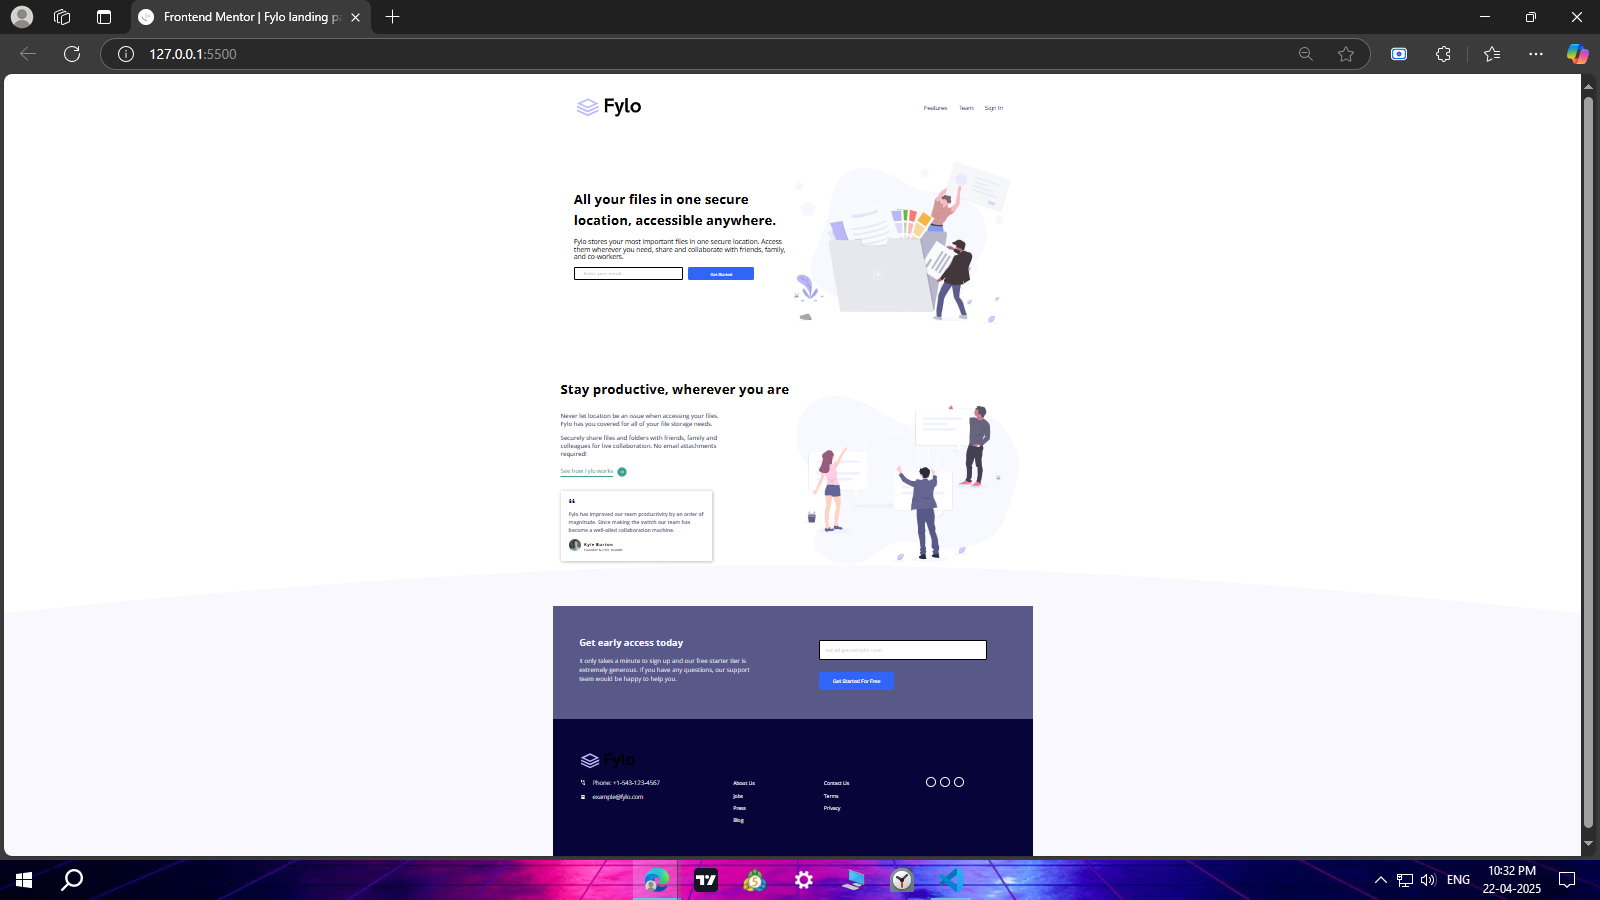 Frontend Mentor | Fylo landing pa
127.0.0.1:5500
Fylo
Features Team Sign In
All your files in one secure
location, accessible anywhere.
Fylo stores your most important files in one secure location. Access
them wherever you need, share and collaborate with friends, family,
and co-workers.
Enter your email...
Get Started
Stay productive, wherever you are
Never let location be an issue when accessing your files.
Fylo has you covered for all of your file storage needs.
Securely share files and folders with friends, family and
colleagues for live collaboration. No email attachments
required!
See how Fylo works
“
Fylo has improved our team productivity by an order of
magnitude. Since making the switch our team has
become a well-oiled collaboration machine.
Kyle Burton
Founder & CEO, Huddle
Get early access today
It only takes a minute to sign up and our free starter tier is
extremely generous. If you have any questions, our support
team would be happy to help you.
email@example.com
Get Started For Free
Fylo
Phone: +1-543-123-4567
example@fylo.com
About Us
Jobs
Press
Blog
Contact Us
Terms
Privacy
ENG
10:32 PM
22-04-2025